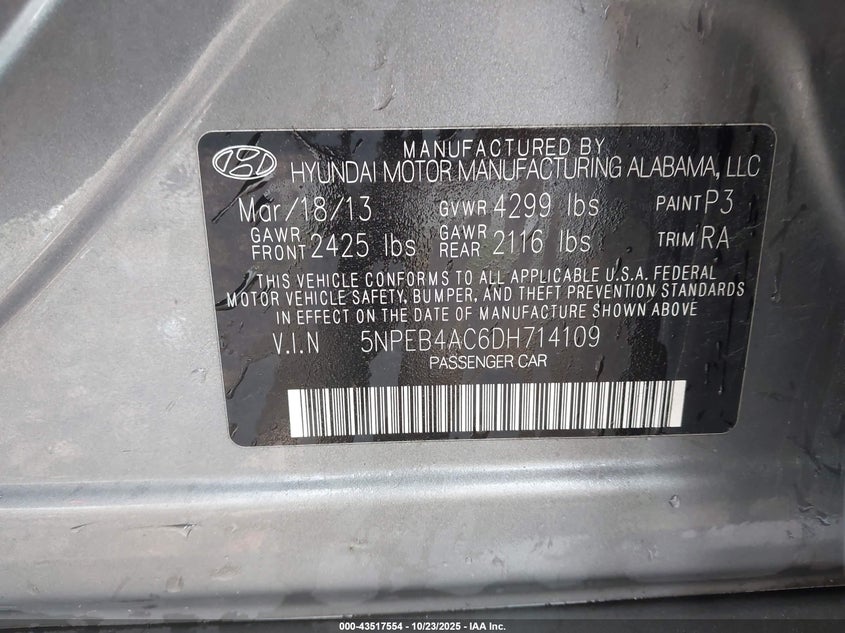 MANUFACTURED BY
HYUNDAI MOTOR MANUFACTURING ALABAMA, LLC
Mar/18/13 GVWR 4299 lbs PAINT P3
GAWR FRONT 2425 lbs GAWR REAR 2116 lbs TRIM RA
THIS VEHICLE CONFORMS TO ALL APPLICABLE U.S.A. FEDERAL
MOTOR VEHICLE SAFETY, BUMPER, AND THEFT PREVENTION STANDARDS
IN EFFECT ON THE DATE OF MANUFACTURE SHOWN ABOVE
V.I.N 5NPEB4AC6DH714109
PASSENGER CAR
000-43517554 - 10/23/2025 - IAA Inc.